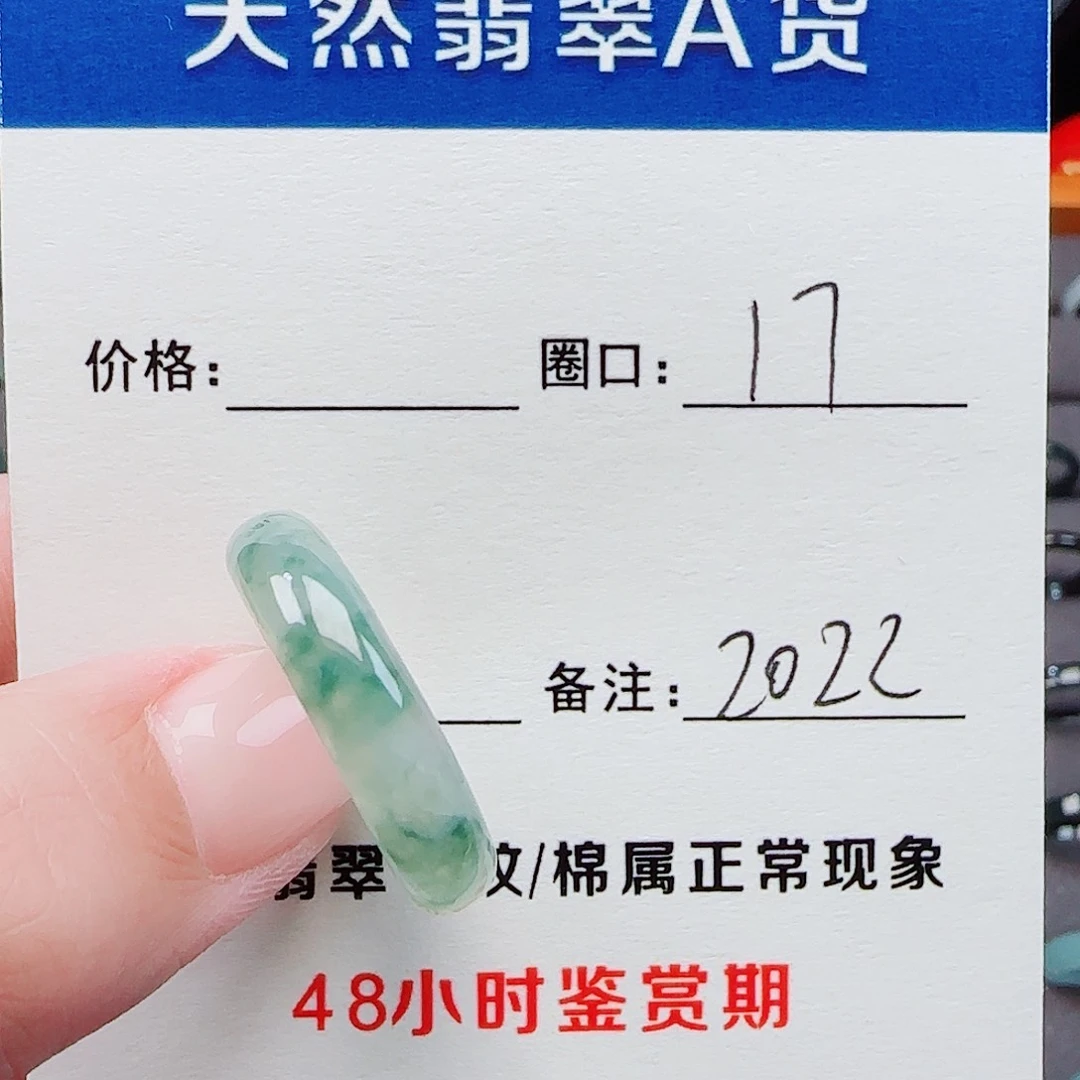 天然翡翠A货
价格： 圈口：17
备注：2022
翡翠 纹/棉属正常现象
48小时鉴赏期